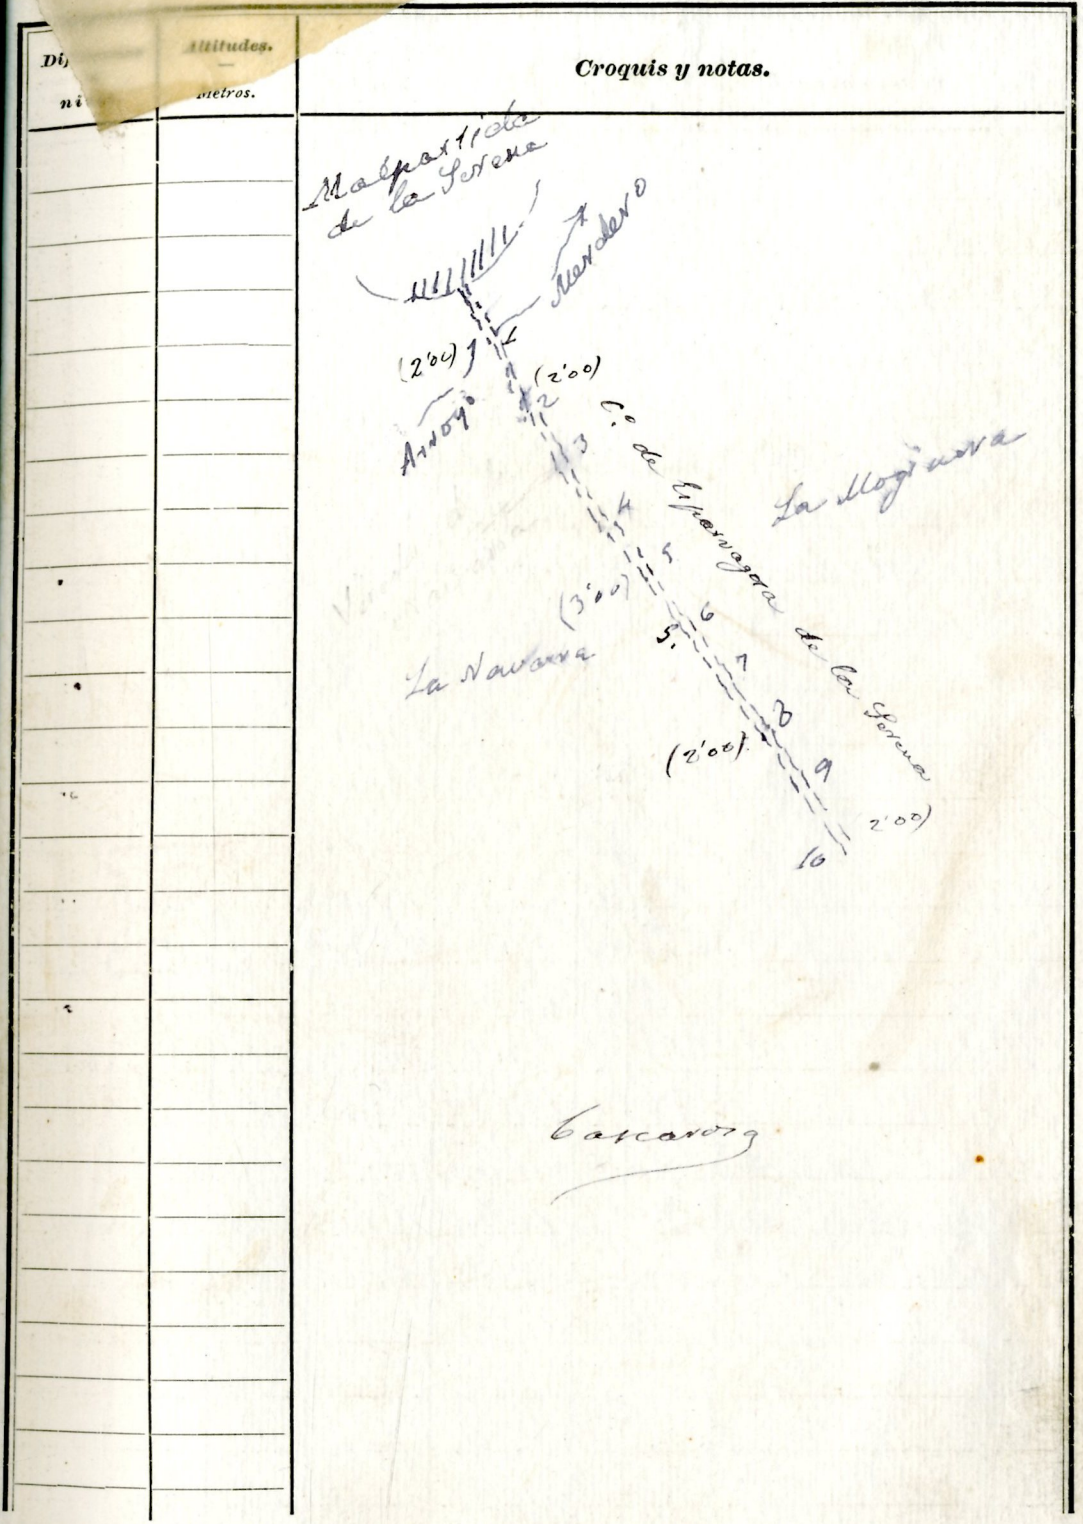 Altitudes.
Metros.
Croquis y notas.
Malpartida
de la Serena
Merdero
(2'00) 1
1
(2'00)
2
Arroyo
3
C.º de Esparragosa de la Serena
La Moginera
4
5
(3'00)
6
5.
La Navarra
7
8
(2'00)
9
2'00)
10